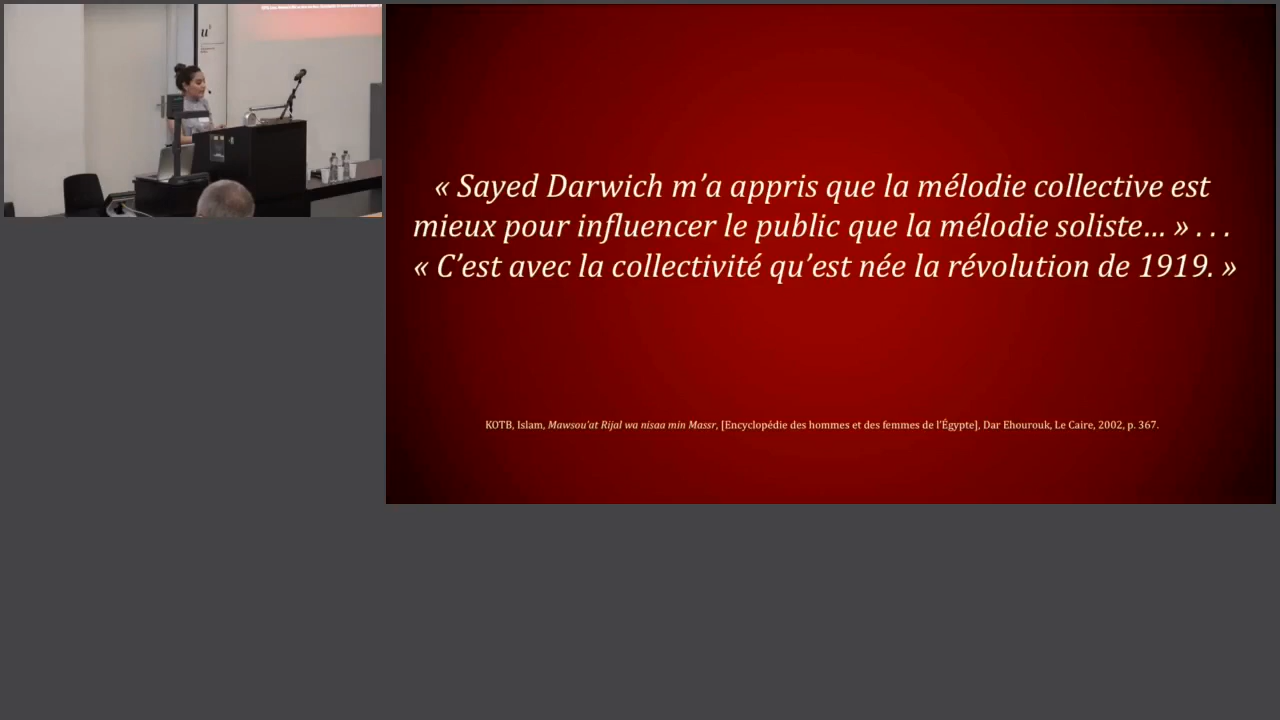 u
« Sayed Darwich m’a appris que la mélodie collective est
mieux pour influencer le public que la mélodie soliste… » . . .
« C’est avec la collectivité qu’est née la révolution de 1919. »
KOTB, Islam, Mawsou’at Rijal wa nisaa min Massr, [Encyclopédie des hommes et des femmes de l’Égypte], Dar Ehourouk, Le Caire, 2002, p. 367.